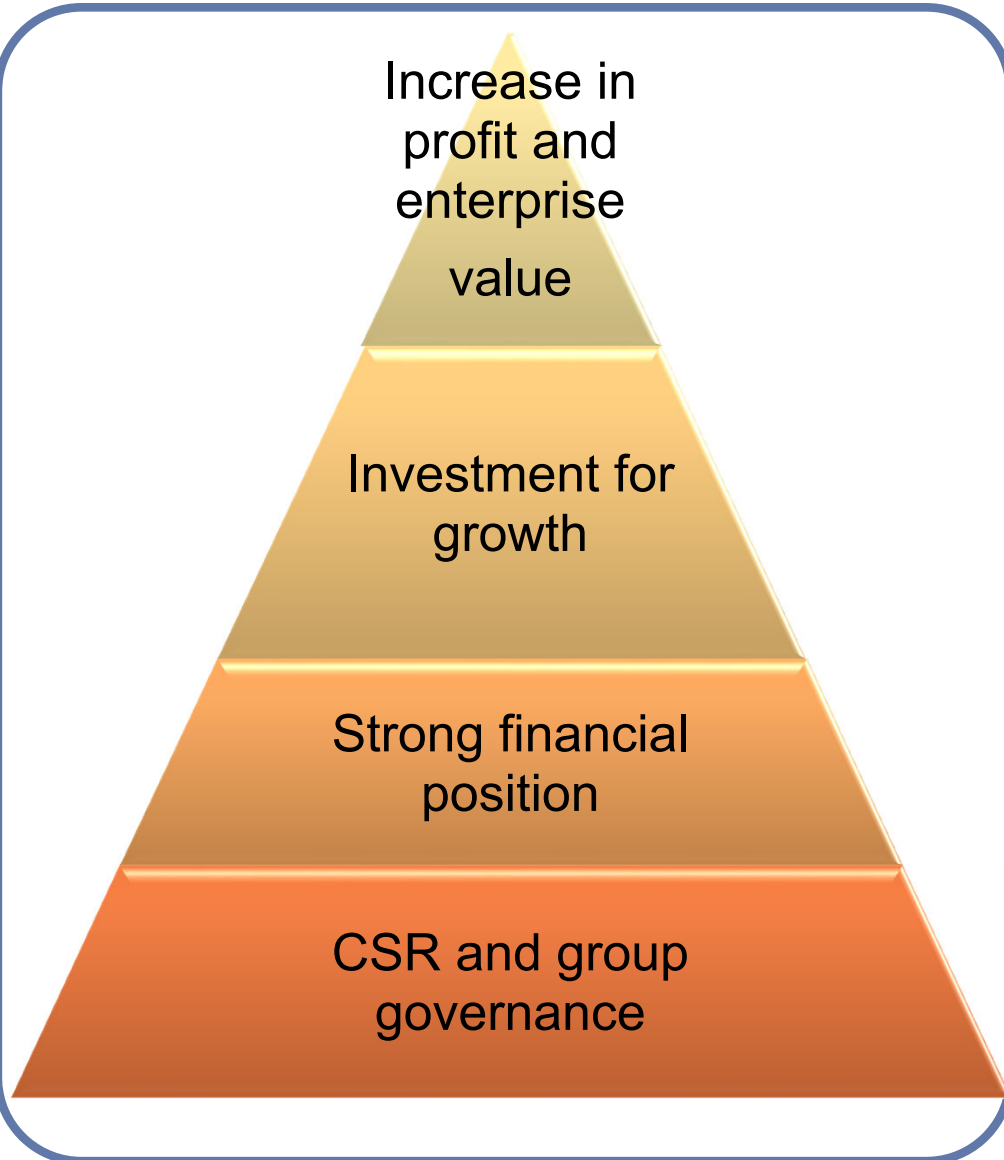 Increase in
profit and
enterprise
value
Investment for
growth
Strong financial
position
CSR and group
governance